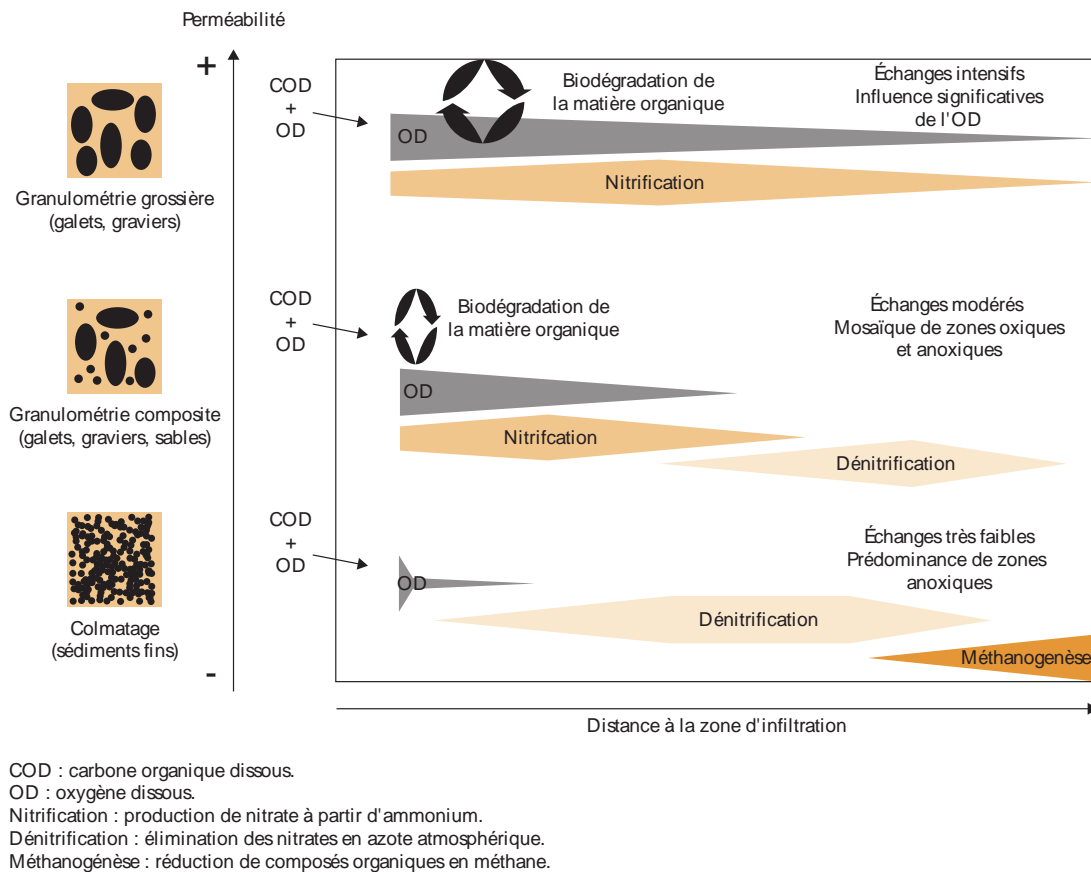 Perméabilité
+
COD
+
OD
Biodégradation de
la matière organique
Échanges intensifs
Influence significatives
de l'OD
OD
Nitrification
Granulométrie grossière
(galets, graviers)
COD
+
OD
Biodégradation de
la matière organique
Échanges modérés
Mosaïque de zones oxiques
et anoxiques
OD
Nitrifcation
Dénitrification
Granulométrie composite
(galets, graviers, sables)
COD
+
OD
Échanges très faibles
Prédominance de zones
anoxiques
OD
Dénitrification
Méthanogenèse
Colmatage
(sédiments fins)
-
Distance à la zone d'infiltration
COD : carbone organique dissous.
OD : oxygène dissous.
Nitrification : production de nitrate à partir d'ammonium.
Dénitrification : élimination des nitrates en azote atmosphérique.
Méthanogénèse : réduction de composés organiques en méthane.